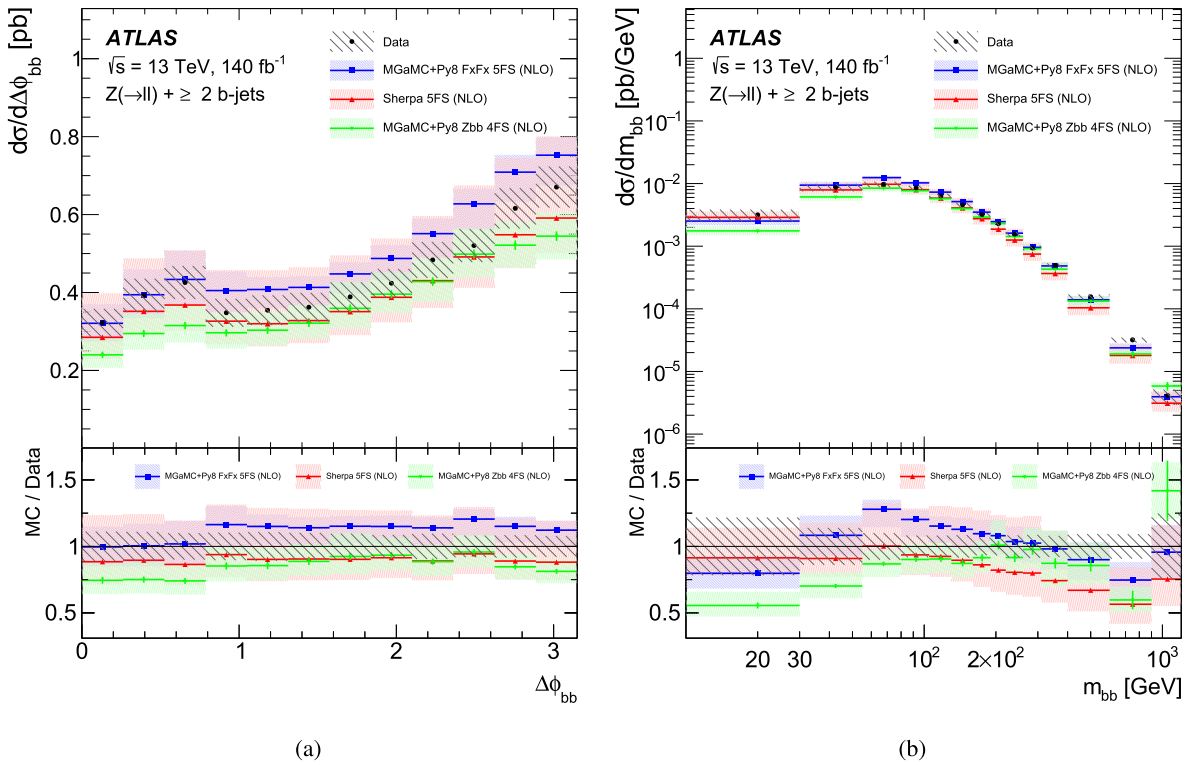 dσ/dΔϕbb [pb]
ATLAS
√s = 13 TeV, 140 fb⁻¹
Z(→ll) + ≥ 2 b-jets
Data
MGaMC+Py8 FxFx 5FS (NLO)
Sherpa 5FS (NLO)
MGaMC+Py8 Zbb 4FS (NLO)
1
0.8
0.6
0.4
0.2
MC / Data
MGaMC+Py8 FxFx 5FS (NLO) Sherpa 5FS (NLO) MGaMC+Py8 Zbb 4FS (NLO)
1.5
1
0.5
0 1 2 3
Δϕbb
(a)
dσ/dmbb [pb/GeV]
ATLAS
√s = 13 TeV, 140 fb⁻¹
Z(→ll) + ≥ 2 b-jets
Data
MGaMC+Py8 FxFx 5FS (NLO)
Sherpa 5FS (NLO)
MGaMC+Py8 Zbb 4FS (NLO)
1
10⁻¹
10⁻²
10⁻³
10⁻⁴
10⁻⁵
10⁻⁶
MC / Data
MGaMC+Py8 FxFx 5FS (NLO) Sherpa 5FS (NLO) MGaMC+Py8 Zbb 4FS (NLO)
1.5
1
0.5
20 30 10² 2×10² 10³
mbb [GeV]
(b)